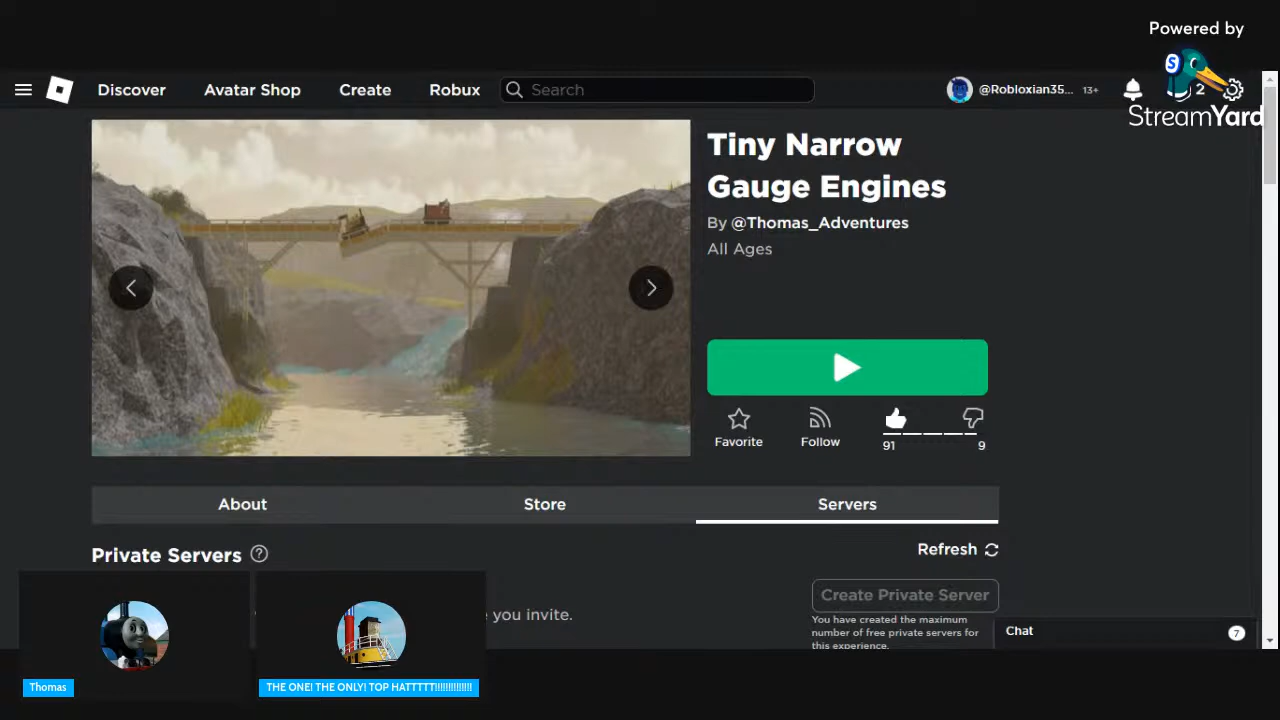 Powered by
StreamYard
Discover
Avatar Shop
Create
Robux
Search
@Robloxian35...
13+
2
Tiny Narrow
Gauge Engines
By @Thomas_Adventures
All Ages
Favorite
Follow
91
9
About
Store
Servers
Private Servers
Refresh
you invite.
Create Private Server
You have created the maximum
number of free private servers for
this experience.
Chat
7
Thomas
THE ONE! THE ONLY! TOP HATTTTT!!!!!!!!!!!!!!